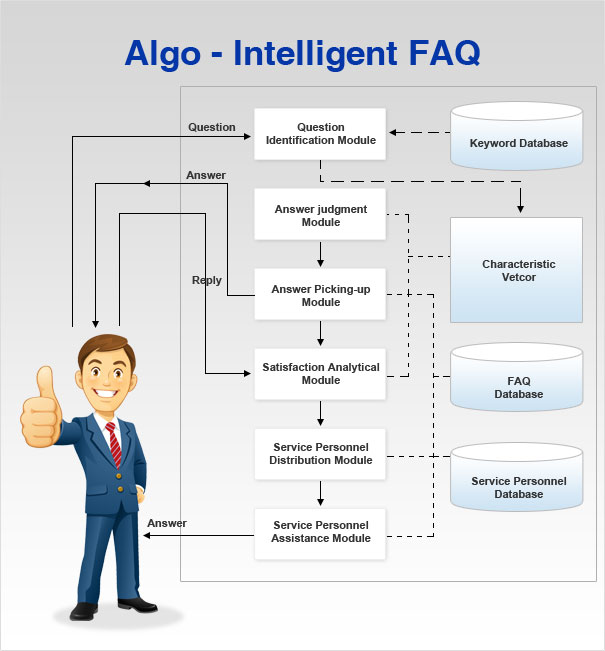 Algo - Intelligent FAQ
Question
Question
Identification Module
Keyword Database
Answer
Answer judgment
Module
Characteristic
Vetcor
Reply
Answer Picking-up
Module
Satisfaction Analytical
Module
FAQ
Database
Service Personnel
Distribution Module
Service Personnel
Database
Answer
Service Personnel
Assistance Module